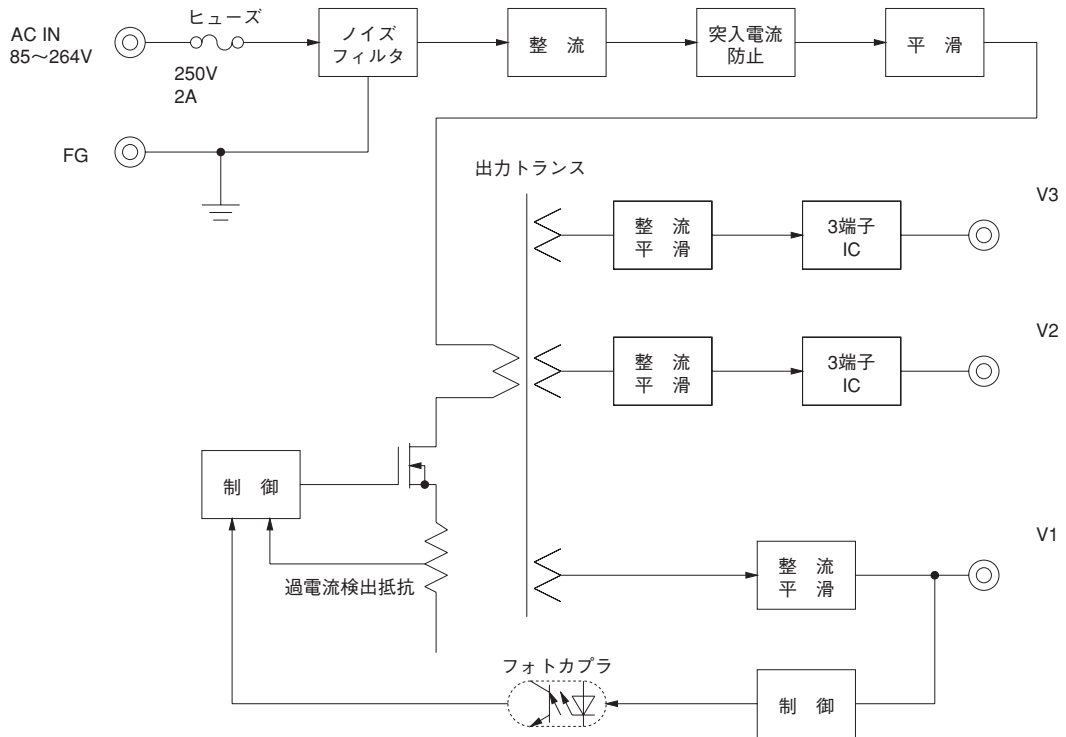 AC IN
85～264V
ヒューズ
250V
2A
ノイズ
フィルタ
整 流
突入電流
防止
平 滑
FG
出力トランス
整 流
平 滑
3端子
IC
V3
整 流
平 滑
3端子
IC
V2
制 御
過電流検出抵抗
整 流
平 滑
V1
フォトカプラ
制 御